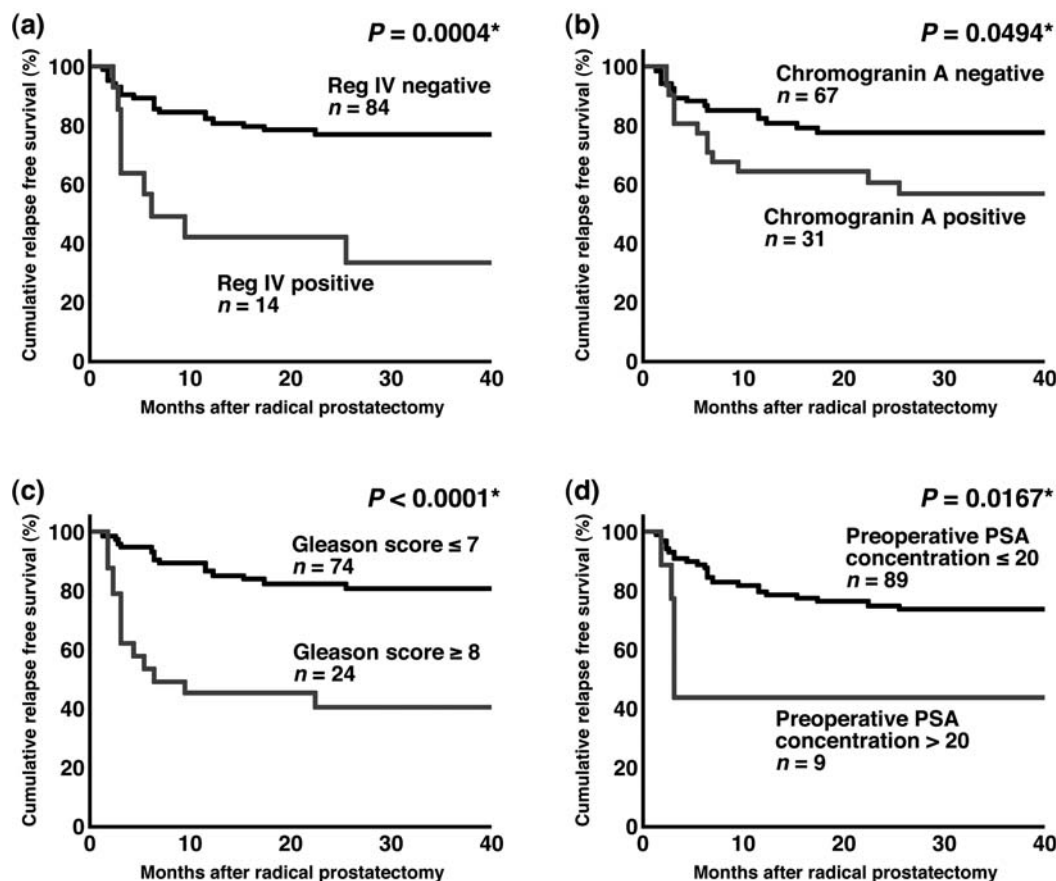 (a)
P = 0.0004*
Cumulative relapse free survival (%)
100
80
60
40
20
0
Reg IV negative
n = 84
Reg IV positive
n = 14
0 10 20 30 40
Months after radical prostatectomy
(b)
P = 0.0494*
Cumulative relapse free survival (%)
100
80
60
40
20
0
Chromogranin A negative
n = 67
Chromogranin A positive
n = 31
0 10 20 30 40
Months after radical prostatectomy
(c)
P < 0.0001*
Cumulative relapse free survival (%)
100
80
60
40
20
0
Gleason score ≤ 7
n = 74
Gleason score ≥ 8
n = 24
0 10 20 30 40
Months after radical prostatectomy
(d)
P = 0.0167*
Cumulative relapse free survival (%)
100
80
60
40
20
0
Preoperative PSA
concentration ≤ 20
n = 89
Preoperative PSA
concentration > 20
n = 9
0 10 20 30 40
Months after radical prostatectomy